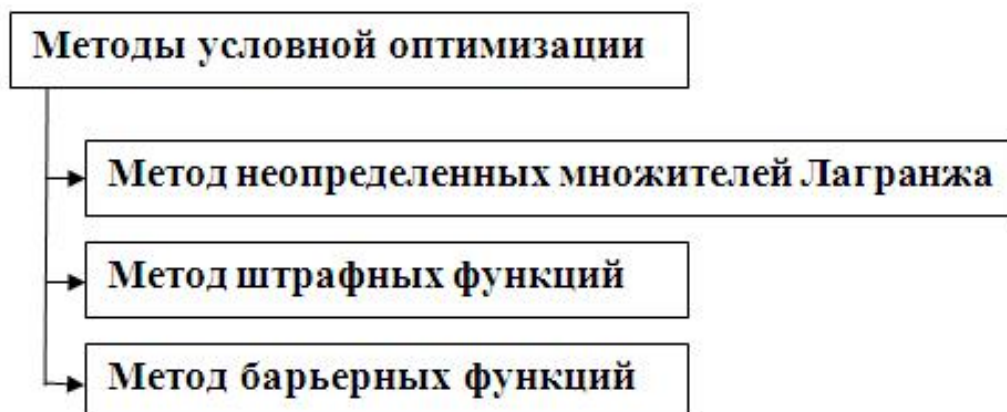 Методы условной оптимизации
Метод неопределенных множителей Лагранжа
Метод штрафных функций
Метод барьерных функций